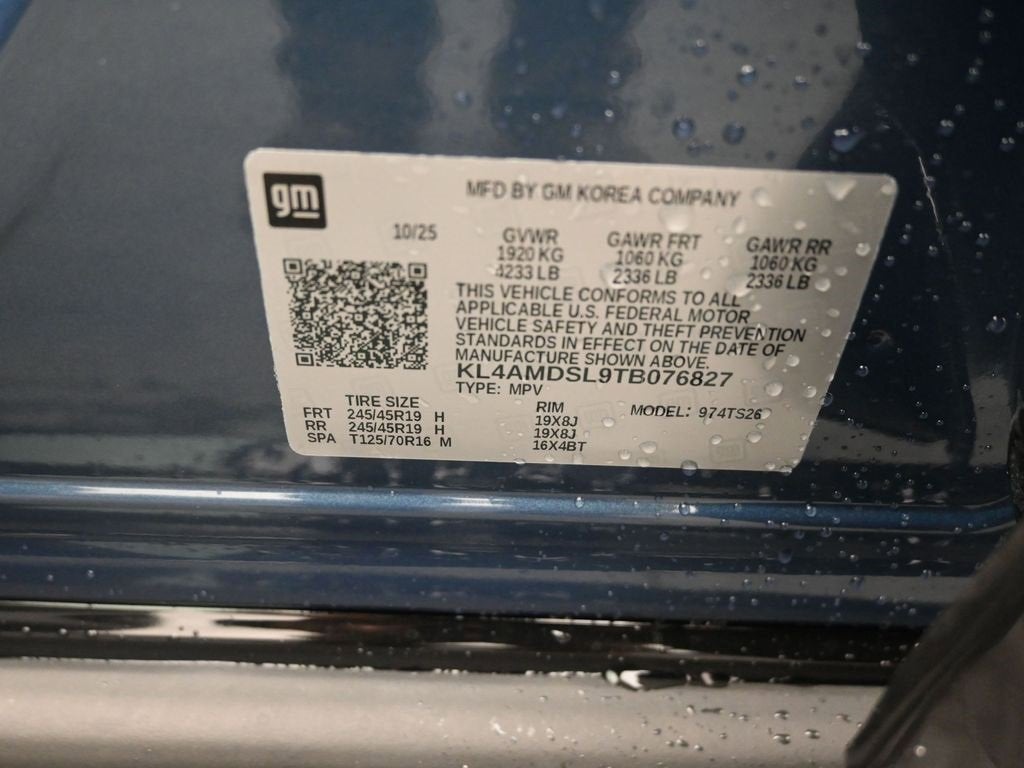 gm
MFD BY GM KOREA COMPANY
10/25
GVWR GAWR FRT GAWR RR
1920 KG 1060 KG 1060 KG
4233 LB 2336 LB 2336 LB
THIS VEHICLE CONFORMS TO ALL
APPLICABLE U.S. FEDERAL MOTOR
VEHICLE SAFETY AND THEFT PREVENTION
STANDARDS IN EFFECT ON THE DATE OF
MANUFACTURE SHOWN ABOVE.
KL4AMDSL9TB076827
TYPE: MPV
TIRE SIZE RIM MODEL: 974TS26
FRT 245/45R19 H 19X8J
RR 245/45R19 H 19X8J
SPA T125/70R16 M 16X4BT